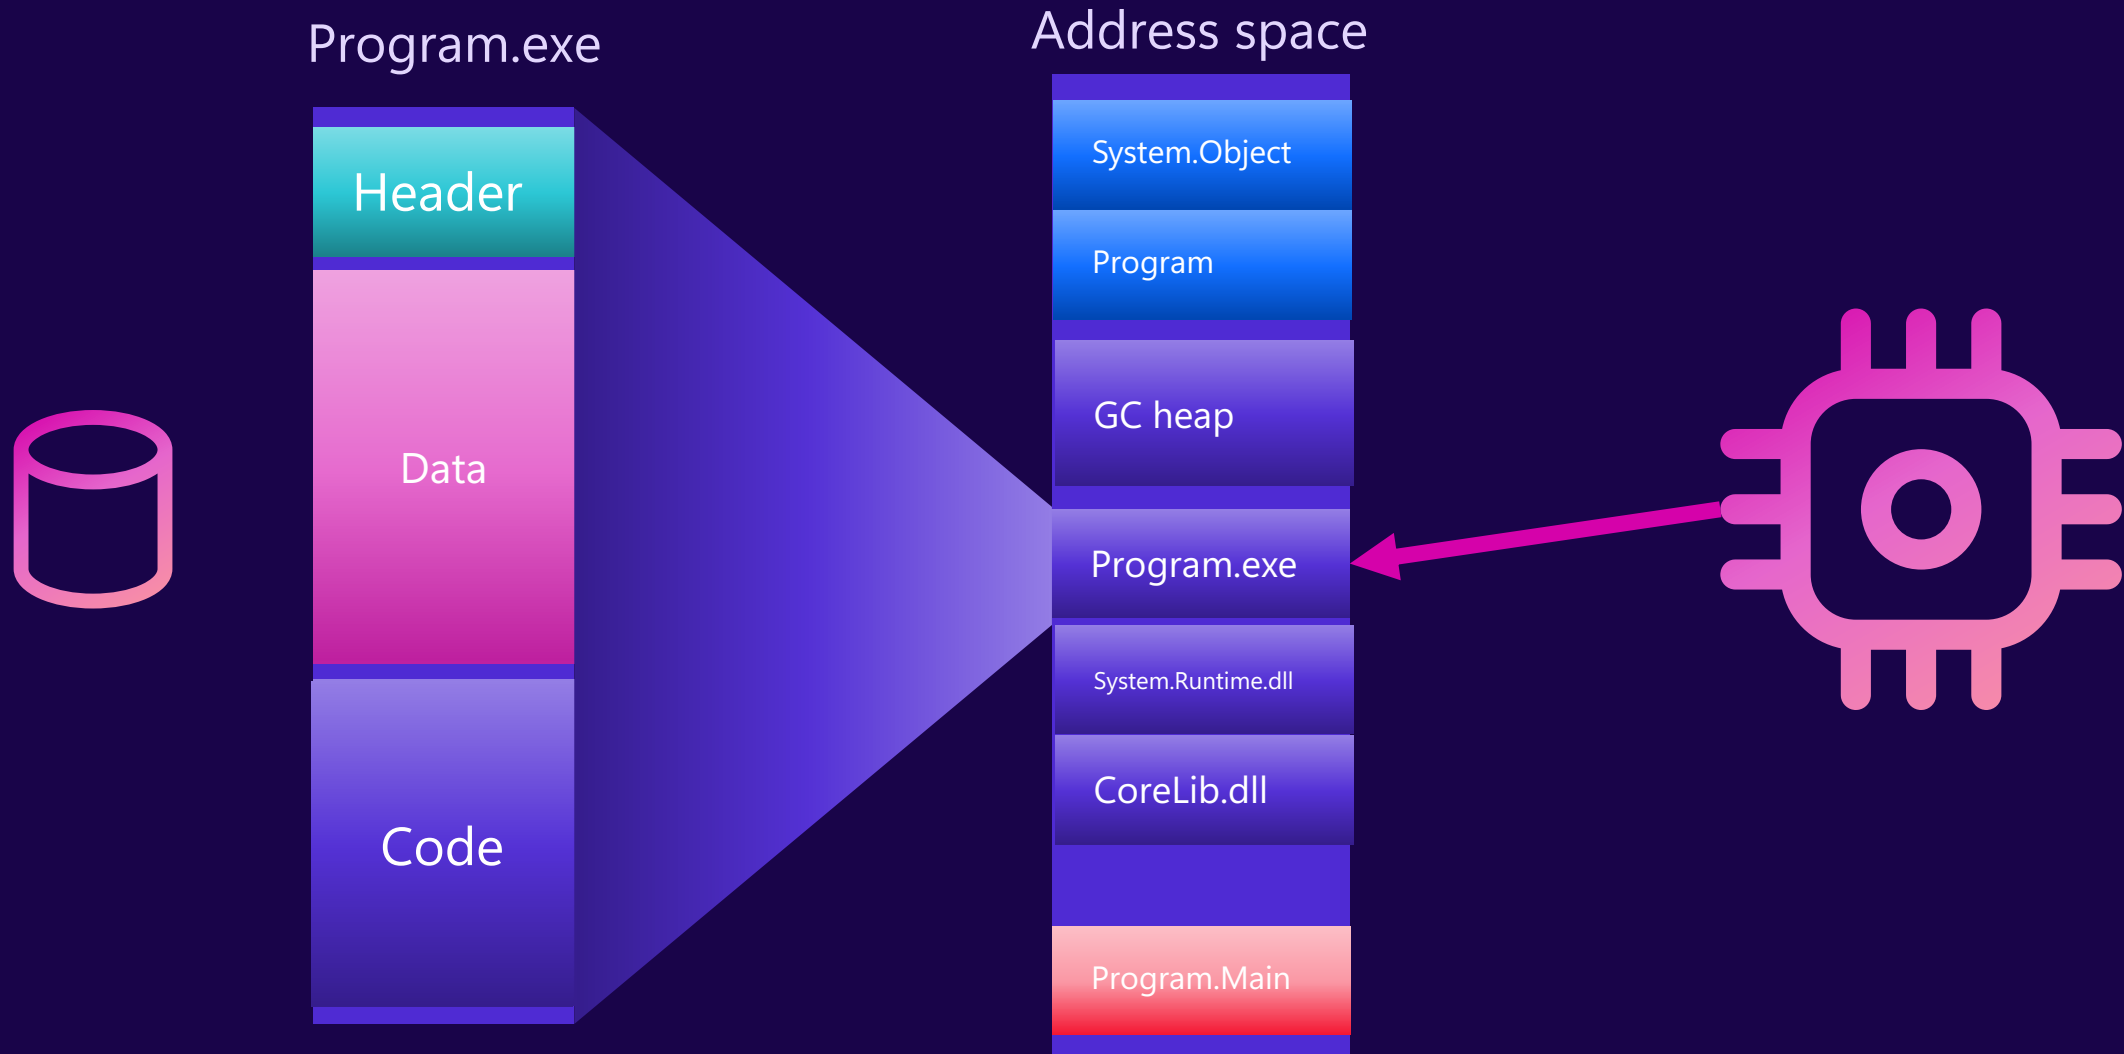 Program.exe
Header
Data
Code
Address space
System.Object
Program
GC heap
Program.exe
System.Runtime.dll
CoreLib.dll
Program.Main